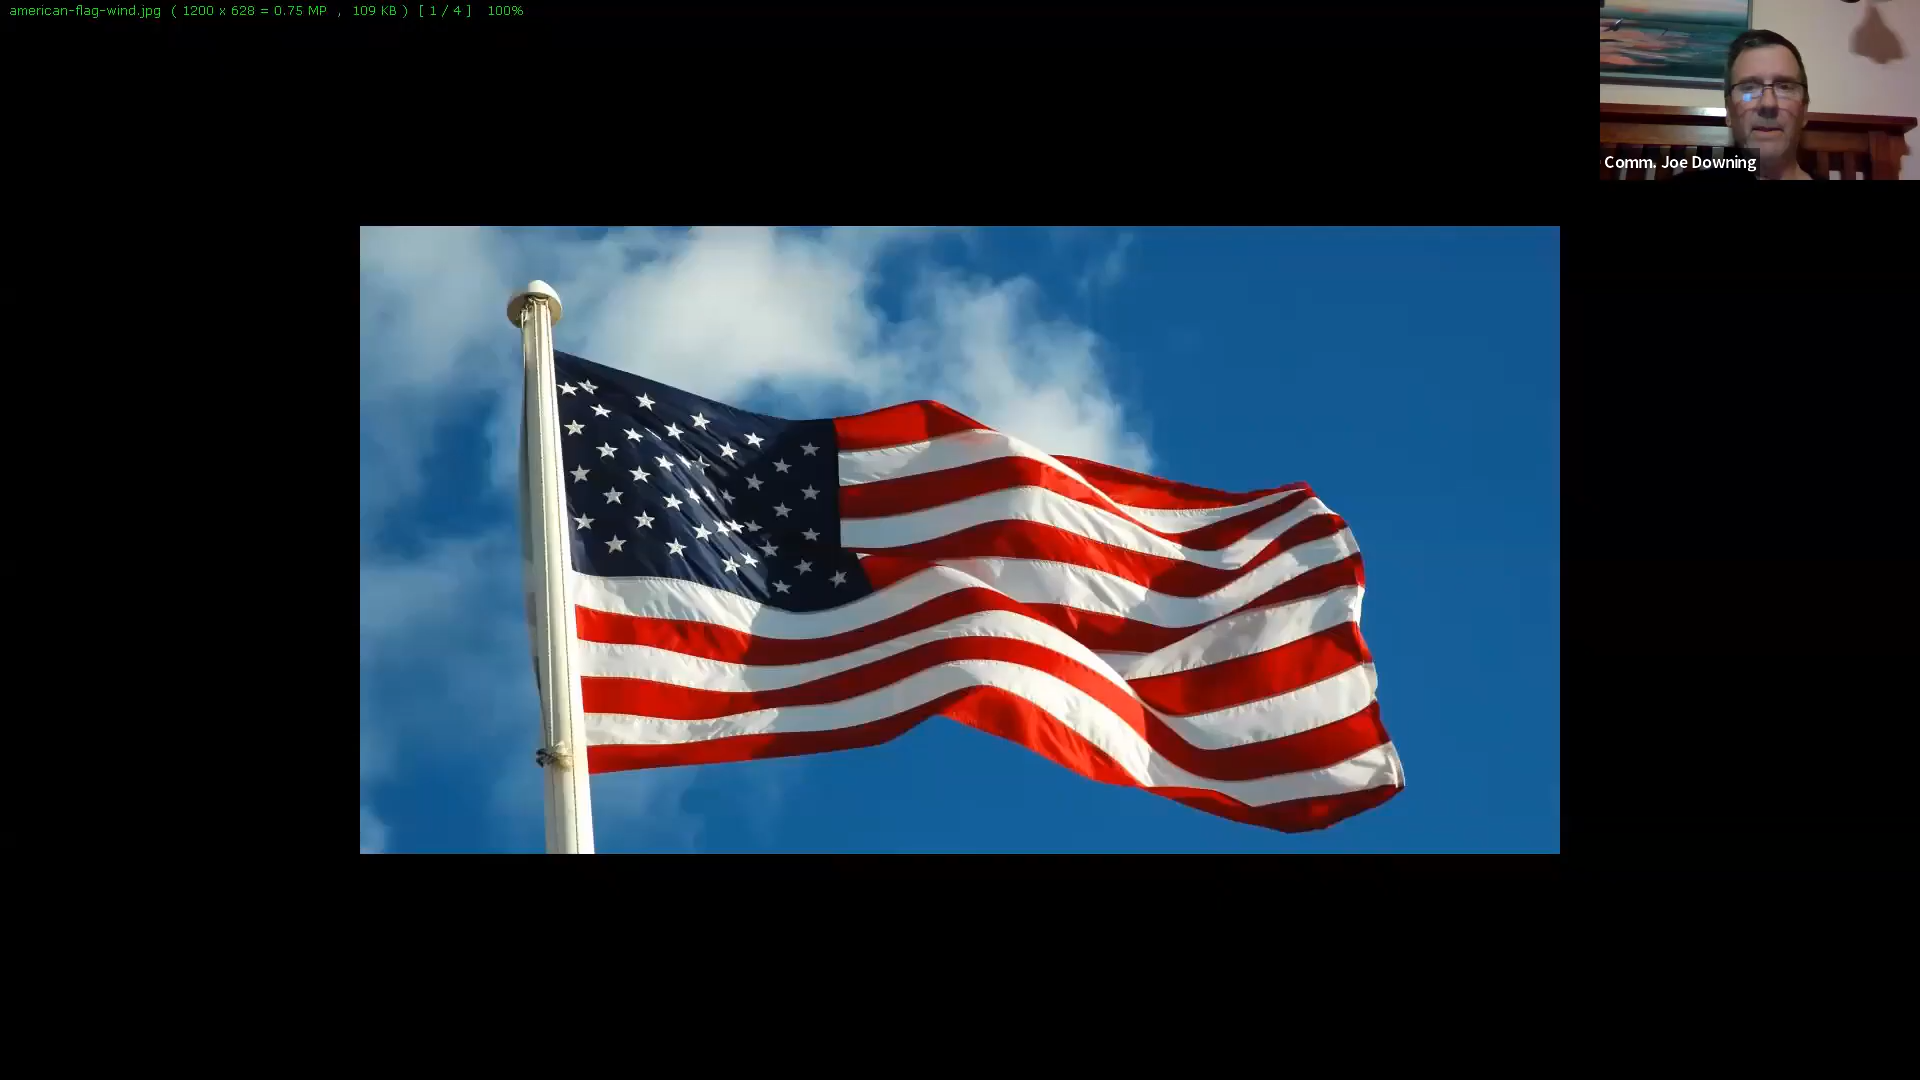 american-flag-wind.jpg ( 1200 x 628 = 0.75 MP , 109 KB ) [ 1 / 4 ] 100%
Comm. Joe Downing